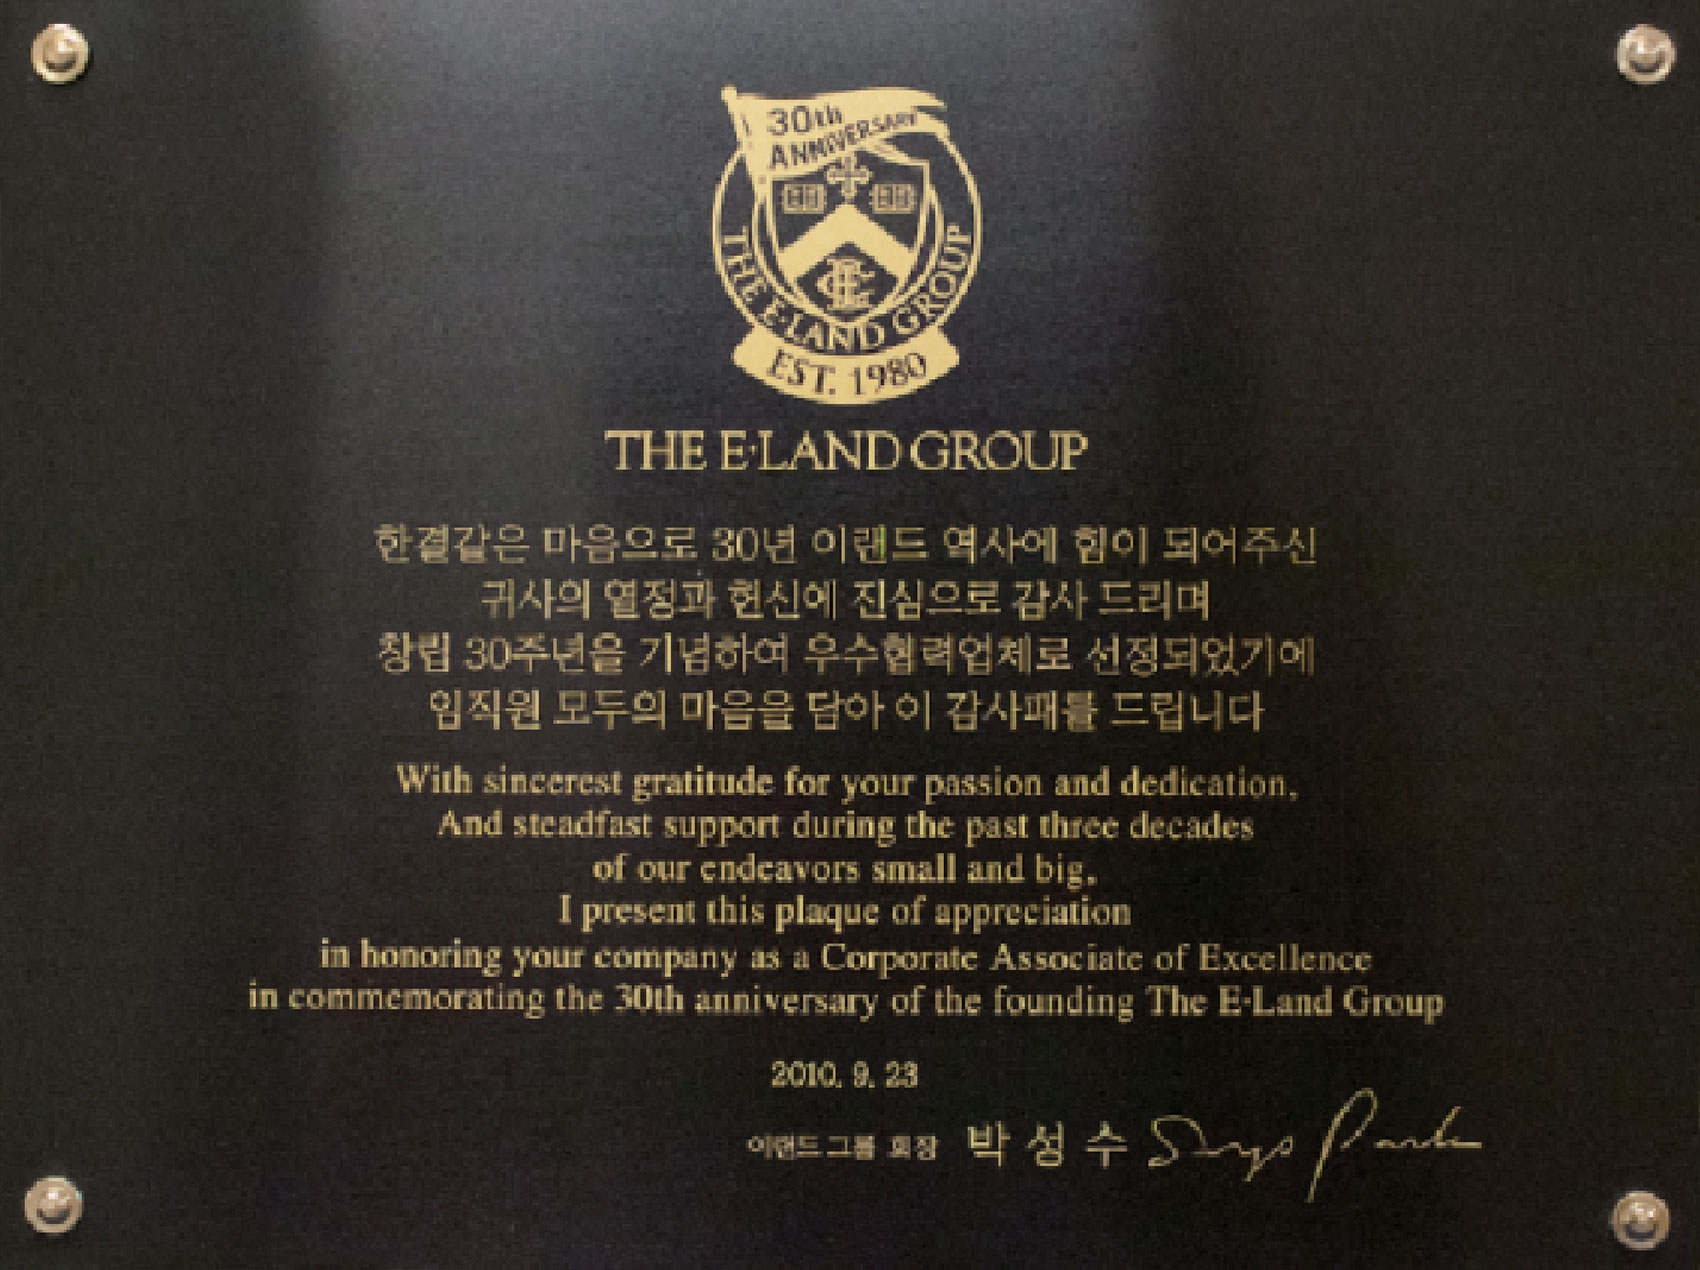 30th
ANNIVERSARY
THE E·LAND GROUP
EST. 1980
THE E·LAND GROUP
한결같은 마음으로 30년 이랜드 역사에 힘이 되어주신
귀사의 열정과 헌신에 진심으로 감사 드리며
창립 30주년을 기념하여 우수협력업체로 선정되었기에
임직원 모두의 마음을 담아 이 감사패를 드립니다
With sincerest gratitude for your passion and dedication,
And steadfast support during the past three decades
of our endeavors small and big,
I present this plaque of appreciation
in honoring your company as a Corporate Associate of Excellence
in commemorating the 30th anniversary of the founding The E·Land Group
2010. 9. 23
이랜드그룹 회장 박 성 수